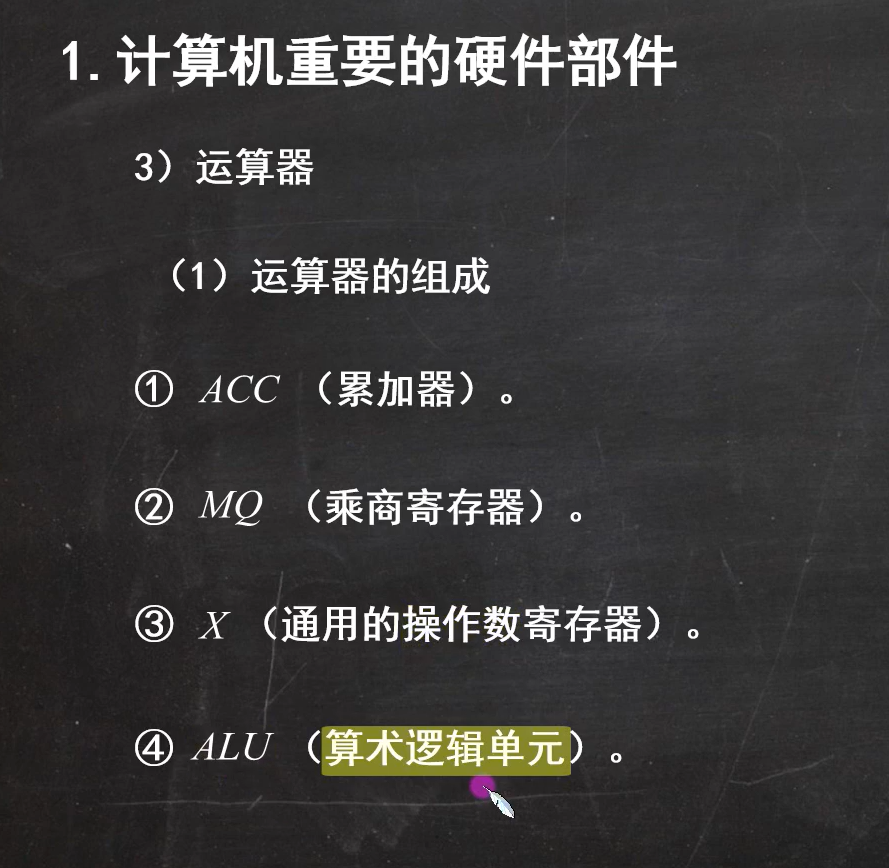 1.计算机重要的硬件部件
3）运算器
（1）运算器的组成
① ACC （累加器）。
② MQ （乘商寄存器）。
③ X （通用的操作数寄存器）。
④ ALU （算术逻辑单元）。